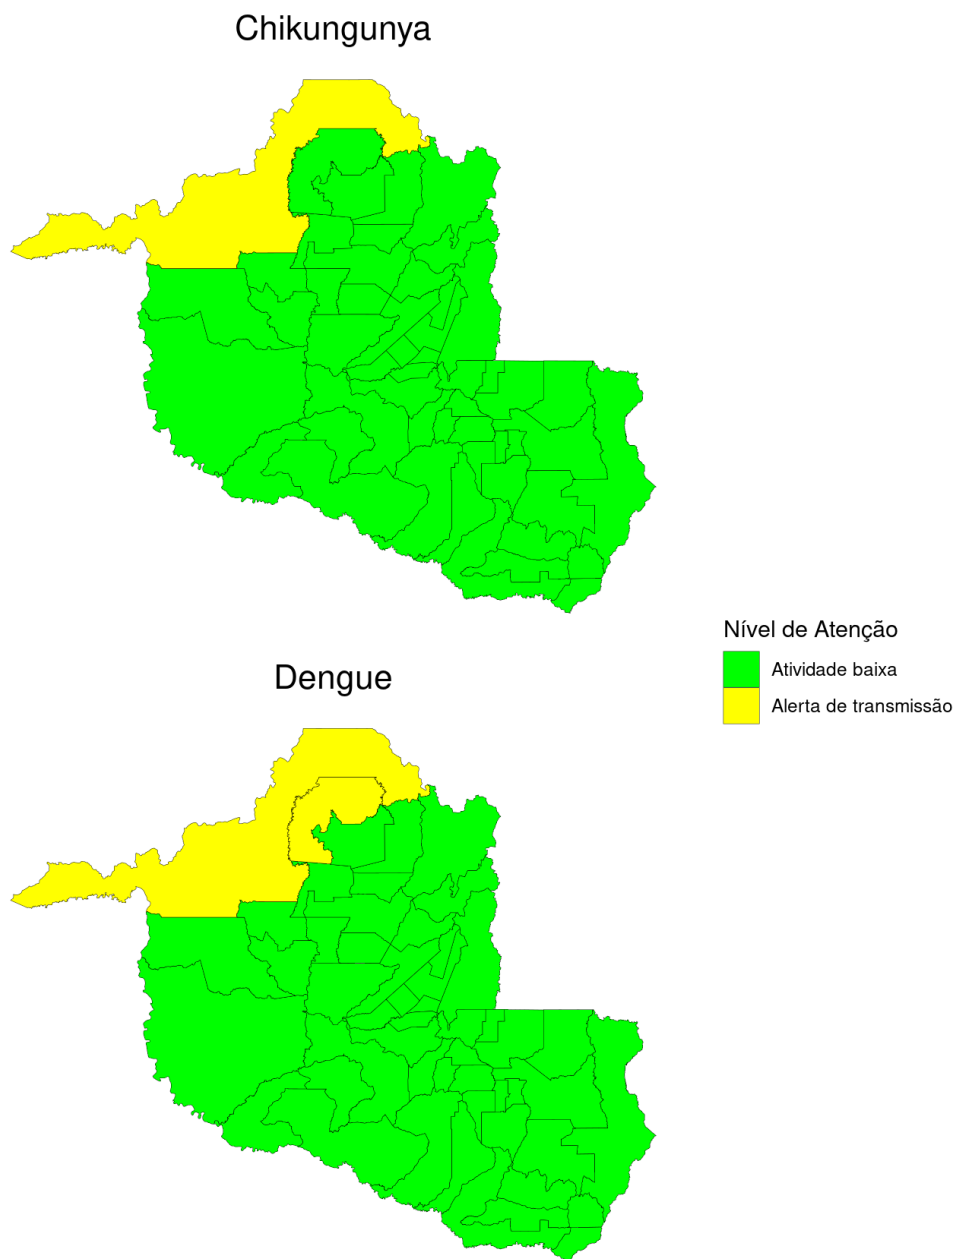 Chikungunya
Nível de Atenção
Atividade baixa
Alerta de transmissão
Dengue